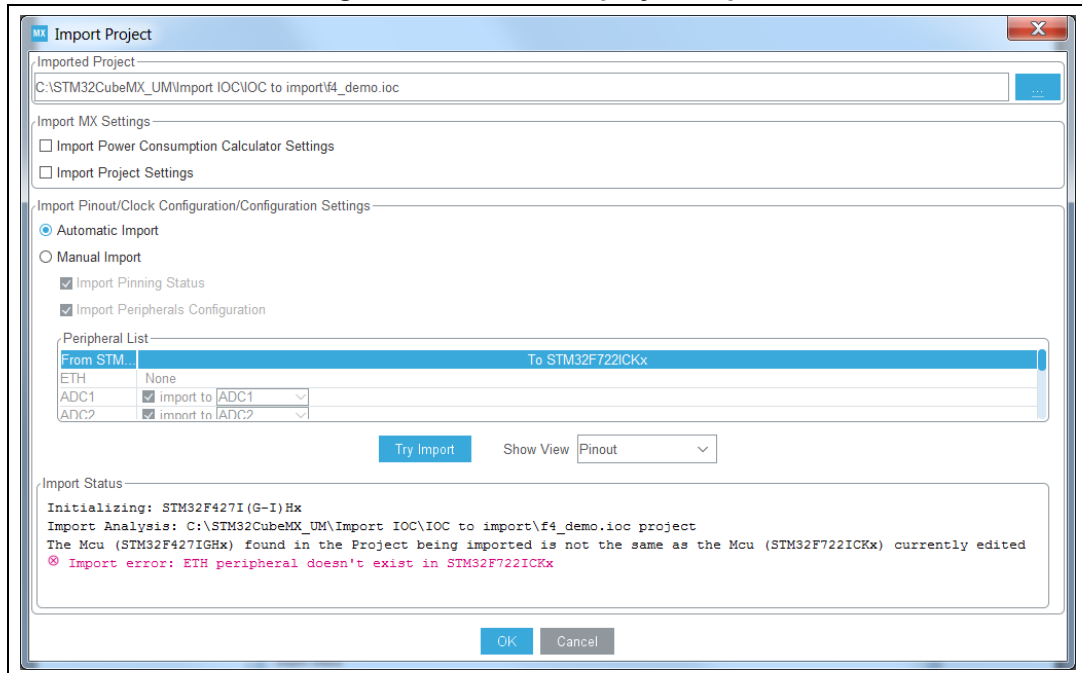 MX Import Project
X
Imported Project
C:\STM32CubeMX_UM\Import IOC\IOC to import\f4_demo.ioc
...
Import MX Settings
Import Power Consumption Calculator Settings
Import Project Settings
Import Pinout/Clock Configuration/Configuration Settings
Automatic Import
Manual Import
Import Pinning Status
Import Peripherals Configuration
Peripheral List
From STM... To STM32F722ICKx
ETH None
ADC1 import to ADC1
ADC2 import to ADC2
Try Import Show View Pinout
Import Status
Initializing: STM32F427I(G-I)Hx
Import Analysis: C:\STM32CubeMX_UM\Import IOC\IOC to import\f4_demo.ioc project
The Mcu (STM32F427IGHx) found in the Project being imported is not the same as the Mcu (STM32F722ICKx) currently edited
Import error: ETH peripheral doesn't exist in STM32F722ICKx
OK Cancel